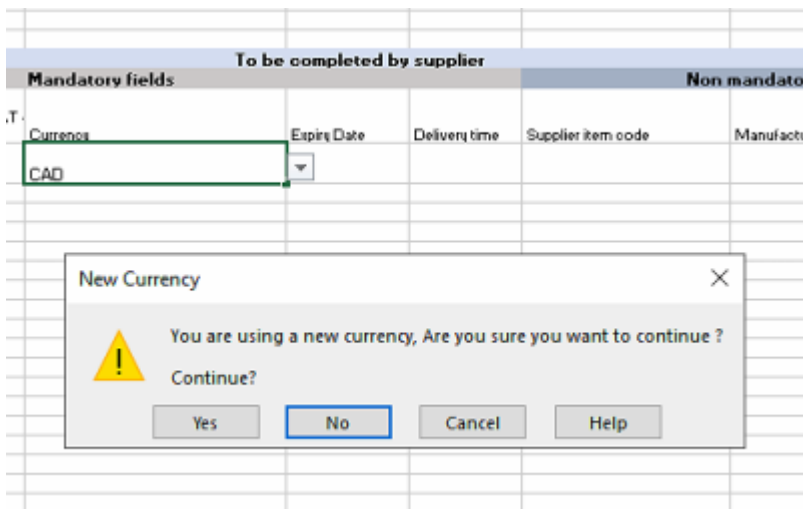 To be completed by supplier
Mandatory fields Non mandato
Currency Expiry Date Delivery time Supplier item code Manufactu
CAD
New Currency
You are using a new currency, Are you sure you want to continue ?
Continue?
Yes No Cancel Help